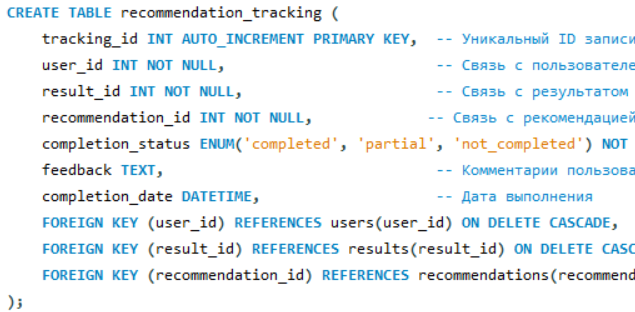 CREATE TABLE recommendation_tracking (
tracking_id INT AUTO_INCREMENT PRIMARY KEY, -- Уникальный ID записи
user_id INT NOT NULL, -- Связь с пользователе
result_id INT NOT NULL, -- Связь с результатом
recommendation_id INT NOT NULL, -- Связь с рекомендацией
completion_status ENUM('completed', 'partial', 'not_completed') NOT
feedback TEXT, -- Комментарии пользова
completion_date DATETIME, -- Дата выполнения
FOREIGN KEY (user_id) REFERENCES users(user_id) ON DELETE CASCADE,
FOREIGN KEY (result_id) REFERENCES results(result_id) ON DELETE CASC
FOREIGN KEY (recommendation_id) REFERENCES recommendations(recommend
);